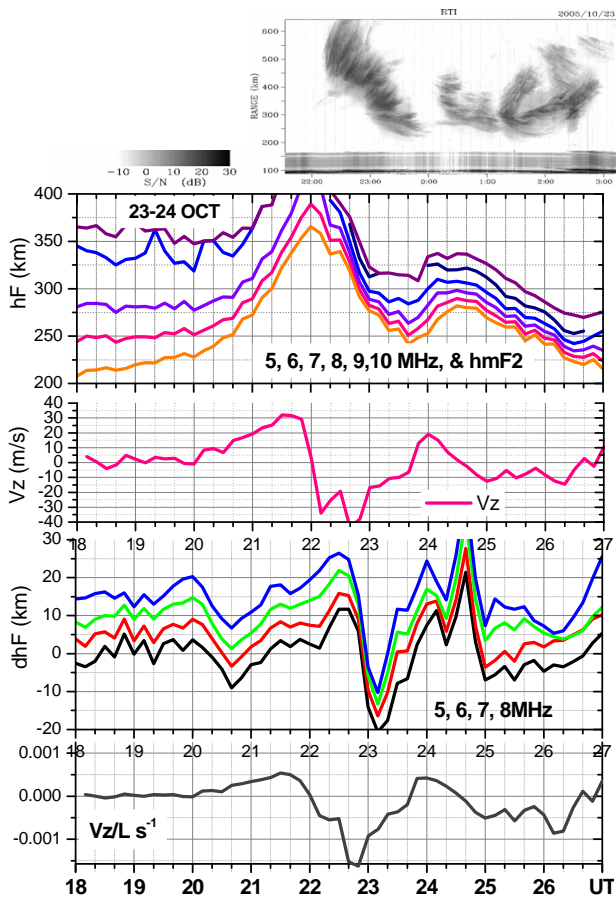 RTI 2005/10/23
600
500
RANGE (km)
400
300
200
100
-10 0 10 20 30
S/N (dB)
22:00 23:00 0:00 1:00 2:00 3:00
400
23-24 OCT
350
hF (km)
300
250
5, 6, 7, 8, 9,10 MHz, & hmF2
200
40
30
20
10
Vz (m/s)
0
-10
-20
-30
Vz
-40
18 19 20 21 22 23 24 25 26 27
30
20
dhF (km)
10
0
-10
5, 6, 7, 8MHz
-20
18 19 20 21 22 23 24 25 26 27
0.001
0.000
-0.001
Vz/L s-1
18 19 20 21 22 23 24 25 26 UT